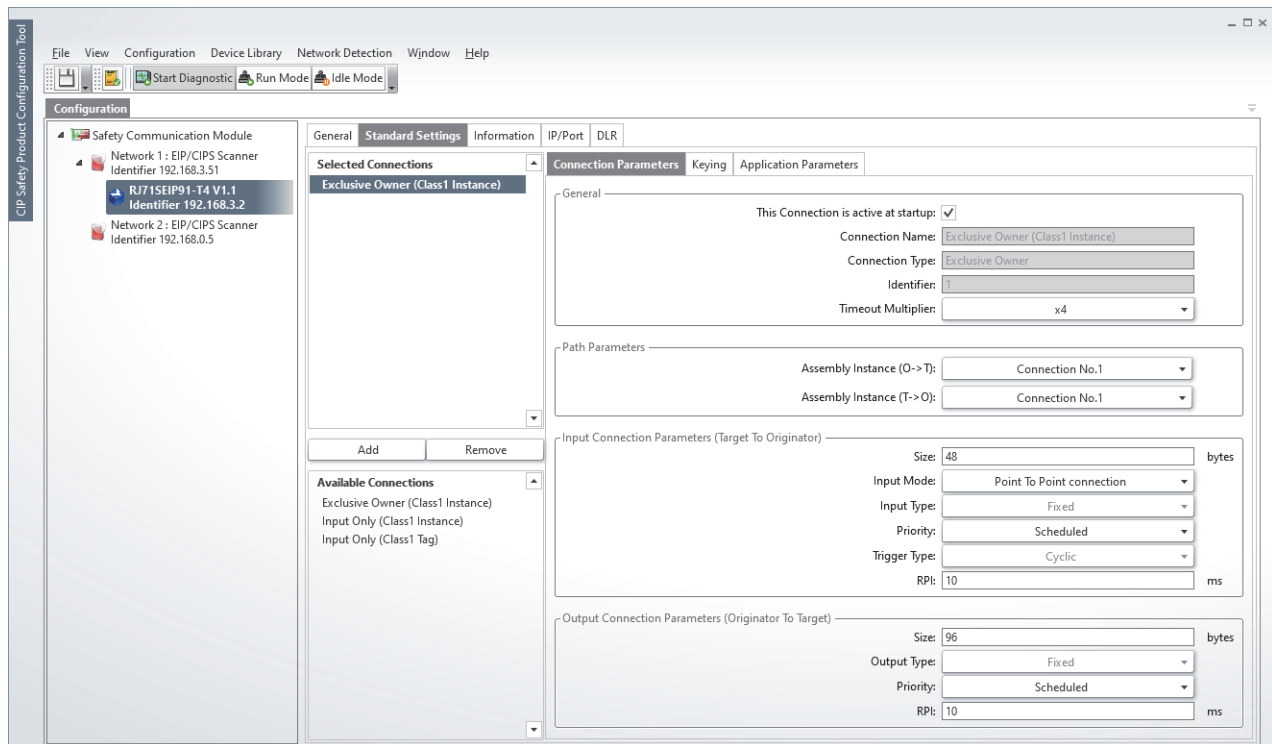 CIP Safety Product Configuration Tool
File View Configuration Device Library Network Detection Window Help
Start Diagnostic Run Mode Idle Mode
Configuration
Safety Communication Module
Network 1 : EIP/CIPS Scanner
Identifier 192.168.3.51
RJ71SEIP91-T4 V1.1
Identifier 192.168.3.2
Network 2 : EIP/CIPS Scanner
Identifier 192.168.0.5
General Standard Settings Information IP/Port DLR
Selected Connections
Exclusive Owner (Class1 Instance)
Add Remove
Available Connections
Exclusive Owner (Class1 Instance)
Input Only (Class1 Instance)
Input Only (Class1 Tag)
Connection Parameters Keying Application Parameters
General
This Connection is active at startup:
Connection Name: Exclusive Owner (Class1 Instance)
Connection Type: Exclusive Owner
Identifier: 1
Timeout Multiplier: x4
Path Parameters
Assembly Instance (O->T): Connection No.1
Assembly Instance (T->O): Connection No.1
Input Connection Parameters (Target To Originator)
Size: 48 bytes
Input Mode: Point To Point connection
Input Type: Fixed
Priority: Scheduled
Trigger Type: Cyclic
RPI: 10 ms
Output Connection Parameters (Originator To Target)
Size: 96 bytes
Output Type: Fixed
Priority: Scheduled
RPI: 10 ms